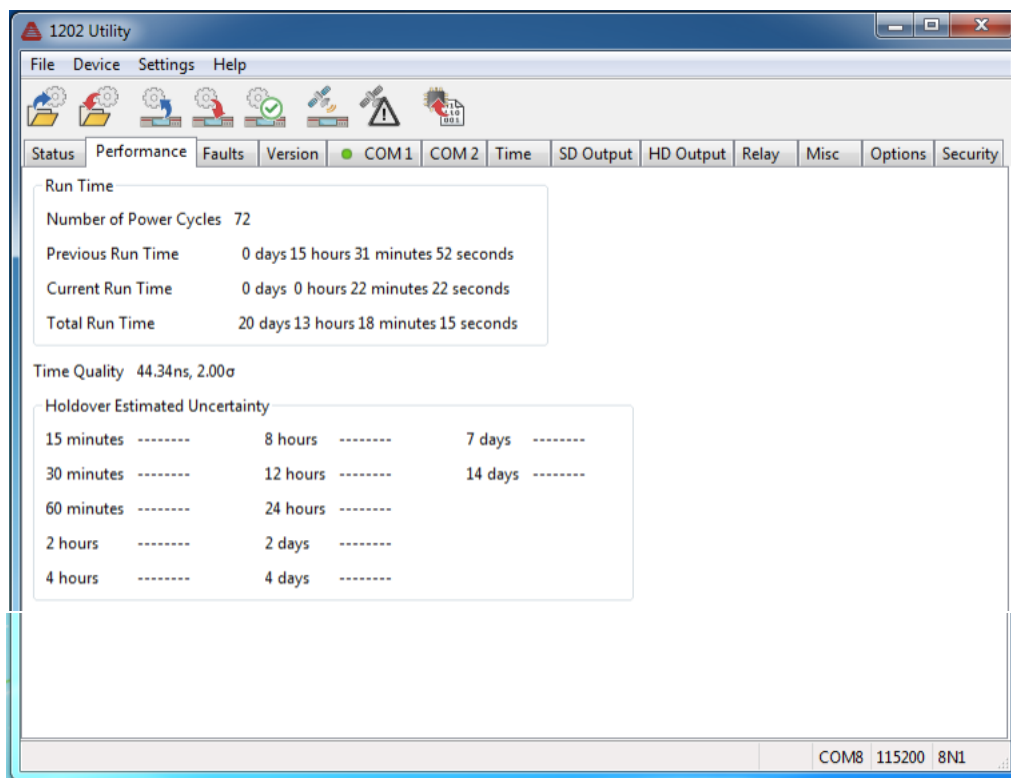 1202 Utility
File Device Settings Help
Status Performance Faults Version COM 1 COM 2 Time SD Output HD Output Relay Misc Options Security
Run Time
Number of Power Cycles 72
Previous Run Time 0 days 15 hours 31 minutes 52 seconds
Current Run Time 0 days 0 hours 22 minutes 22 seconds
Total Run Time 20 days 13 hours 18 minutes 15 seconds
Time Quality 44.34ns, 2.00σ
Holdover Estimated Uncertainty
15 minutes -------- 8 hours -------- 7 days --------
30 minutes -------- 12 hours -------- 14 days --------
60 minutes -------- 24 hours --------
2 hours -------- 2 days --------
4 hours -------- 4 days --------
COM8 115200 8N1